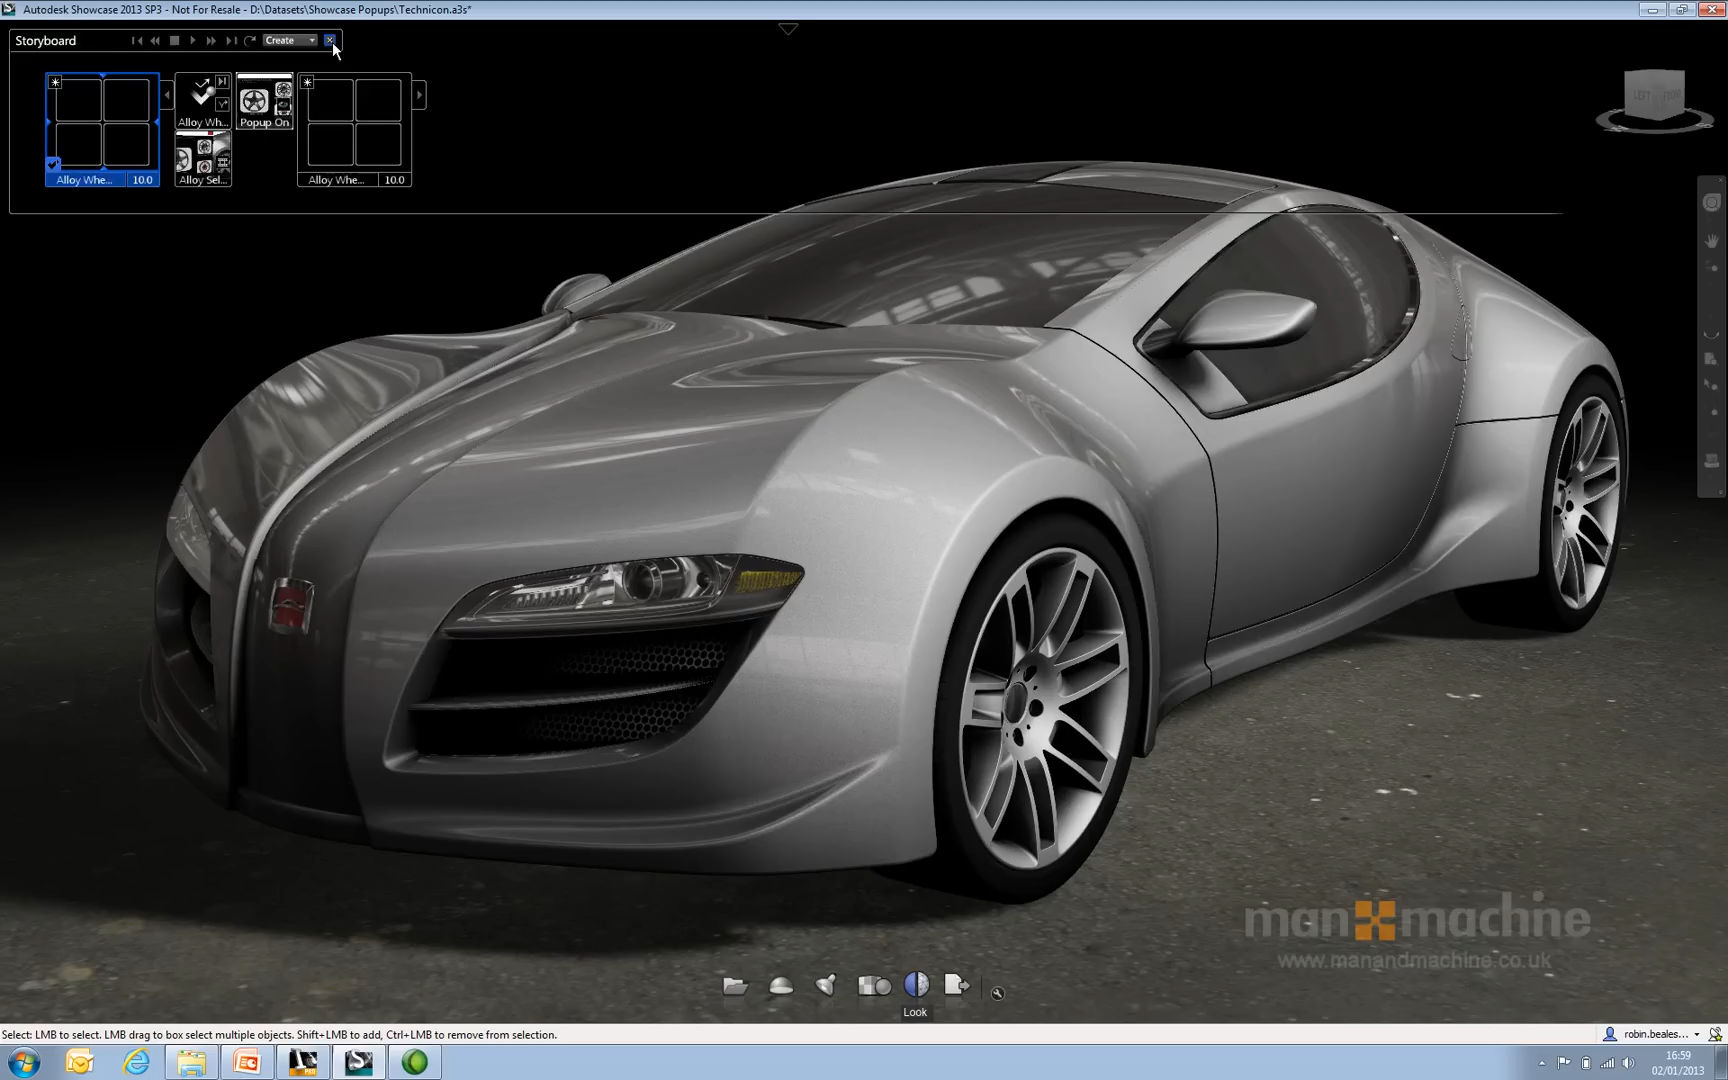 Autodesk Showcase 2013 SP3 - Not For Resale - D:\Datasets\Showcase Popups\Technicon.a3s*
Storyboard
Create
Alloy Whe... 10.0
Alloy Wh...
Popup On
Alloy Sel...
Alloy Whe... 10.0
LEFT FRONT
man machine
www.manandmachine.co.uk
Look
Select: LMB to select. LMB drag to box select multiple objects. Shift+LMB to add, Ctrl+LMB to remove from selection.
robin.beales...
16:59
02/01/2013